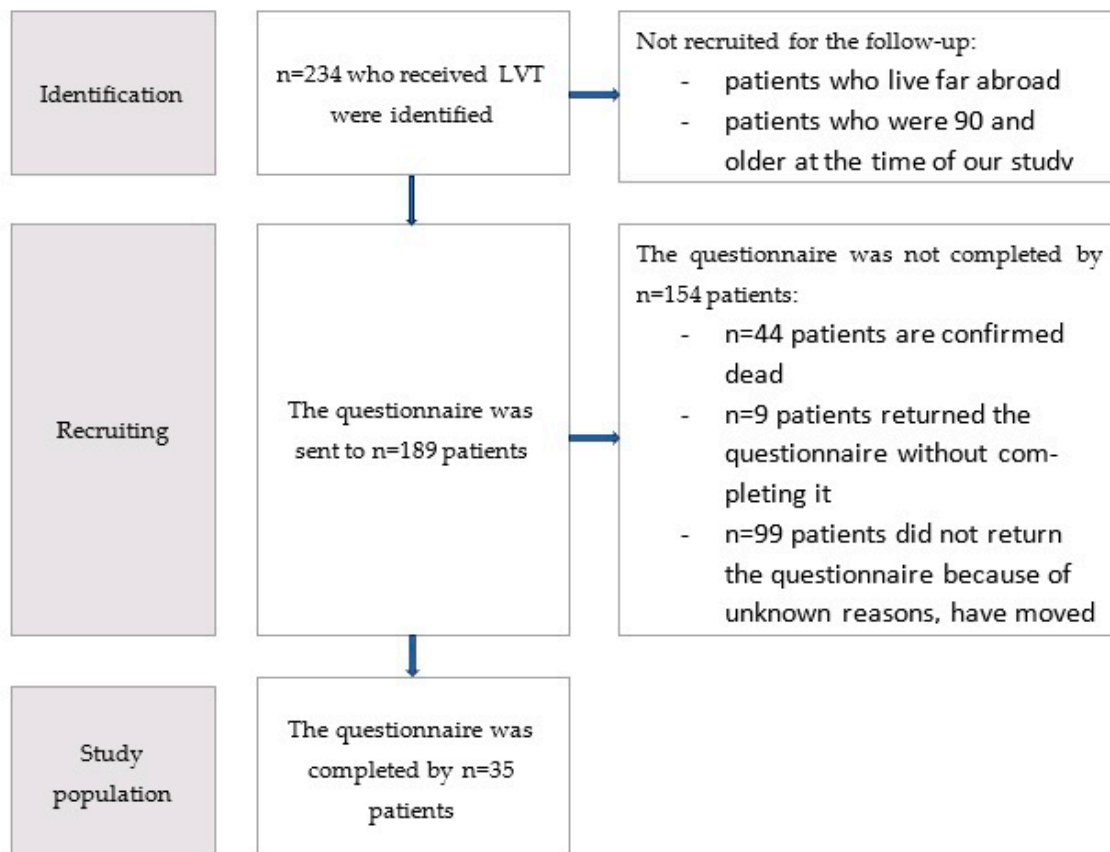 Identification
n=234 who received LVT
were identified
Not recruited for the follow-up:
- patients who live far abroad
- patients who were 90 and
older at the time of our study
Recruiting
The questionnaire was
sent to n=189 patients
The questionnaire was not completed by
n=154 patients:
- n=44 patients are confirmed
dead
- n=9 patients returned the
questionnaire without com-
pleting it
- n=99 patients did not return
the questionnaire because of
unknown reasons, have moved
Study
population
The questionnaire was
completed by n=35
patients